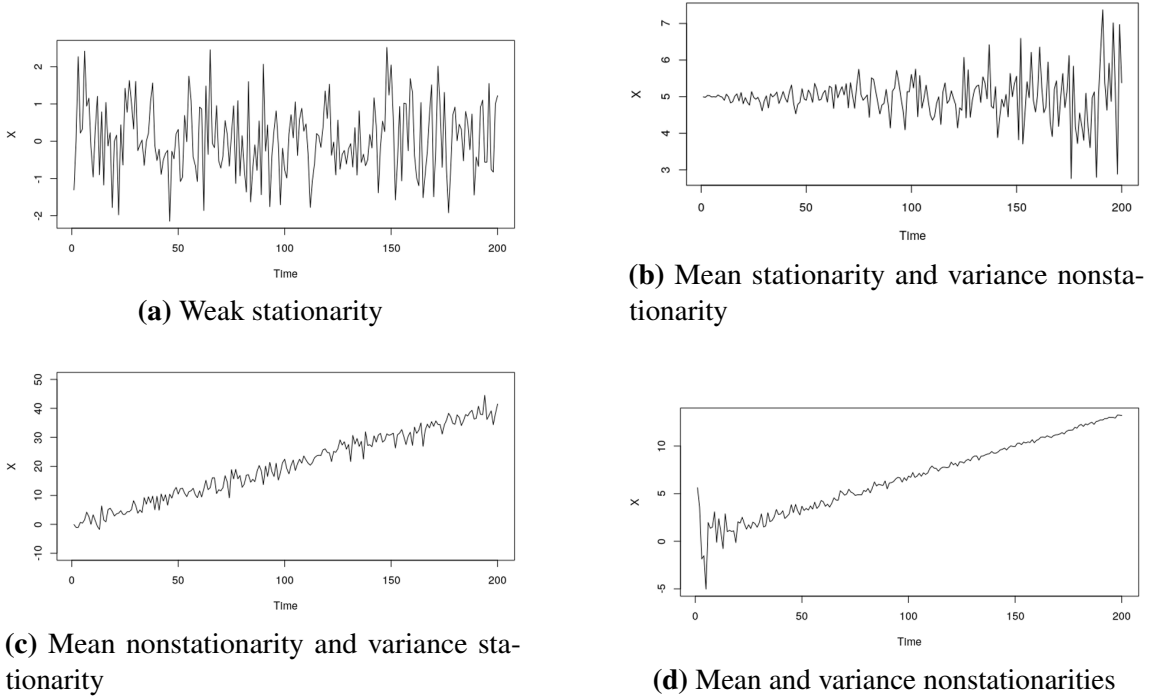 2
1
0
-1
-2
X
0 50 100 150 200
Time
(a) Weak stationarity
7
6
5
4
3
X
0 50 100 150 200
Time
(b) Mean stationarity and variance nonsta-
tionarity
50
40
30
20
10
0
-10
X
0 50 100 150 200
Time
(c) Mean nonstationarity and variance sta-
tionarity
10
5
0
-5
X
0 50 100 150 200
Time
(d) Mean and variance nonstationarities